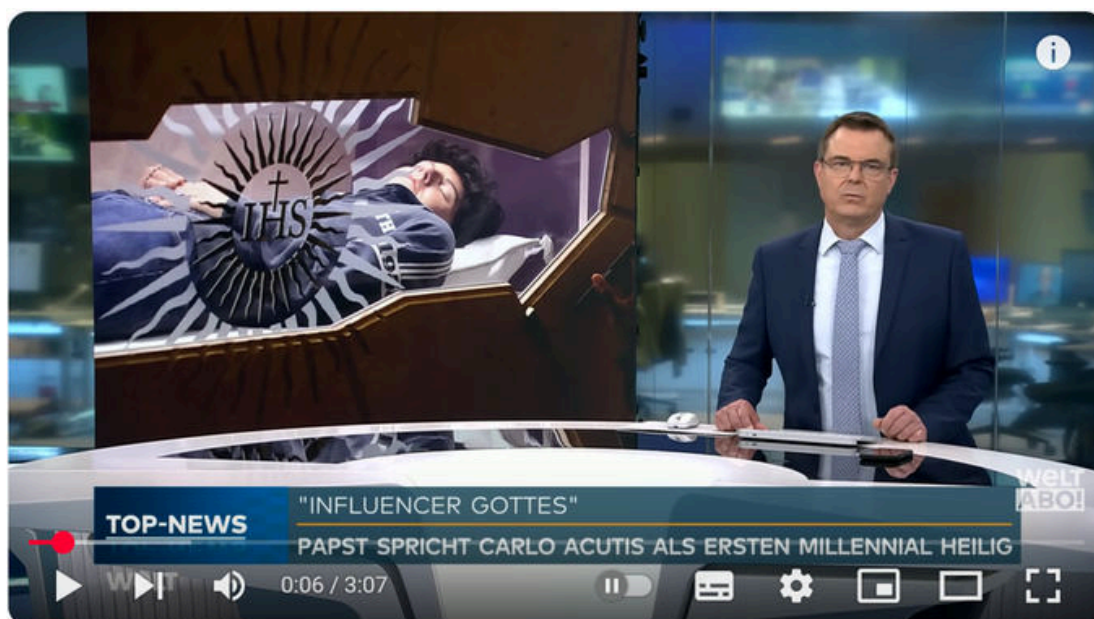 IHS
"INFLUENCER GOTTES"
TOP-NEWS
PAPST SPRICHT CARLO ACUTIS ALS ERSTEN MILLENNIAL HEILIG
WELT
ABO!
WELT
0:06 / 3:07